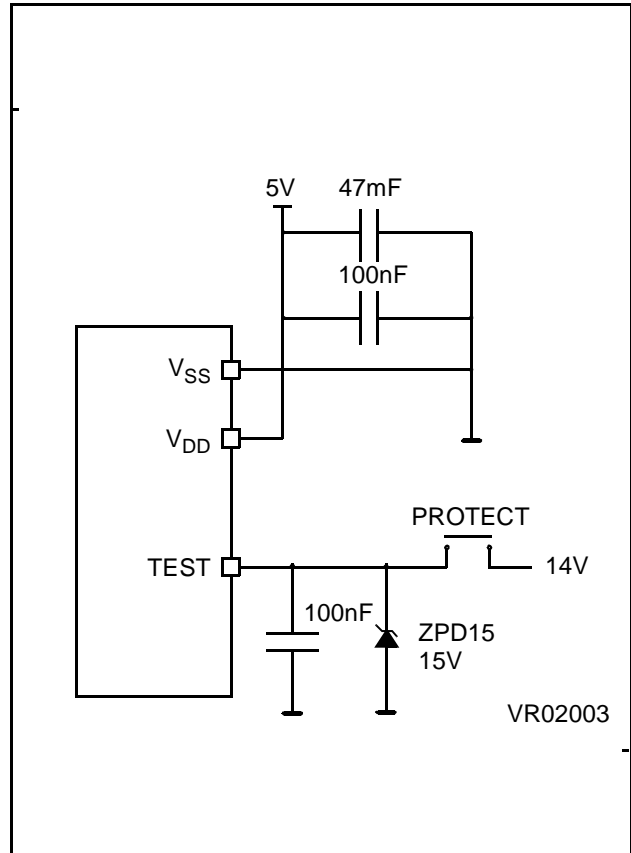 5V 47mF
100nF
VSS
VDD
PROTECT
TEST 14V
100nF ZPD15
15V
VR02003